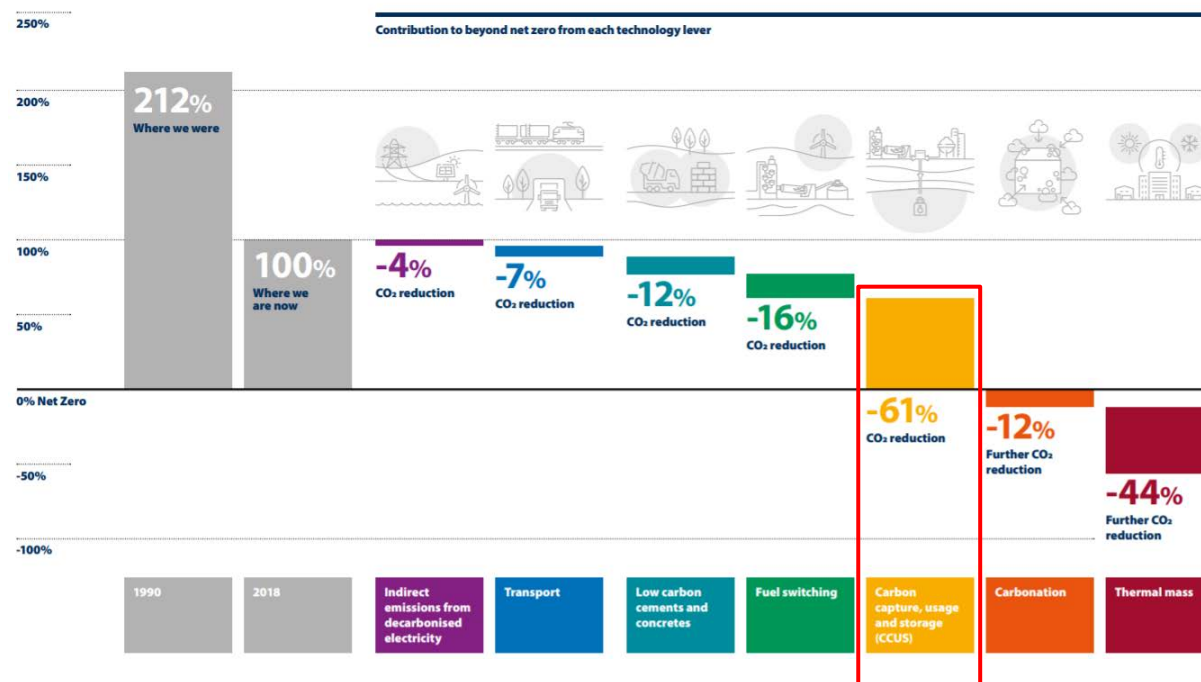 250%
Contribution to beyond net zero from each technology lever
200%
150%
100%
50%
0% Net Zero
-50%
-100%
212%
Where we were
100%
Where we
are now
-4%
CO₂ reduction
-7%
CO₂ reduction
-12%
CO₂ reduction
-16%
CO₂ reduction
-61%
CO₂ reduction
-12%
Further CO₂
reduction
-44%
Further CO₂
reduction
1990
2018
Indirect
emissions from
decarbonised
electricity
Transport
Low carbon
cements and
concretes
Fuel switching
Carbon
capture, usage
and storage
(CCUS)
Carbonation
Thermal mass